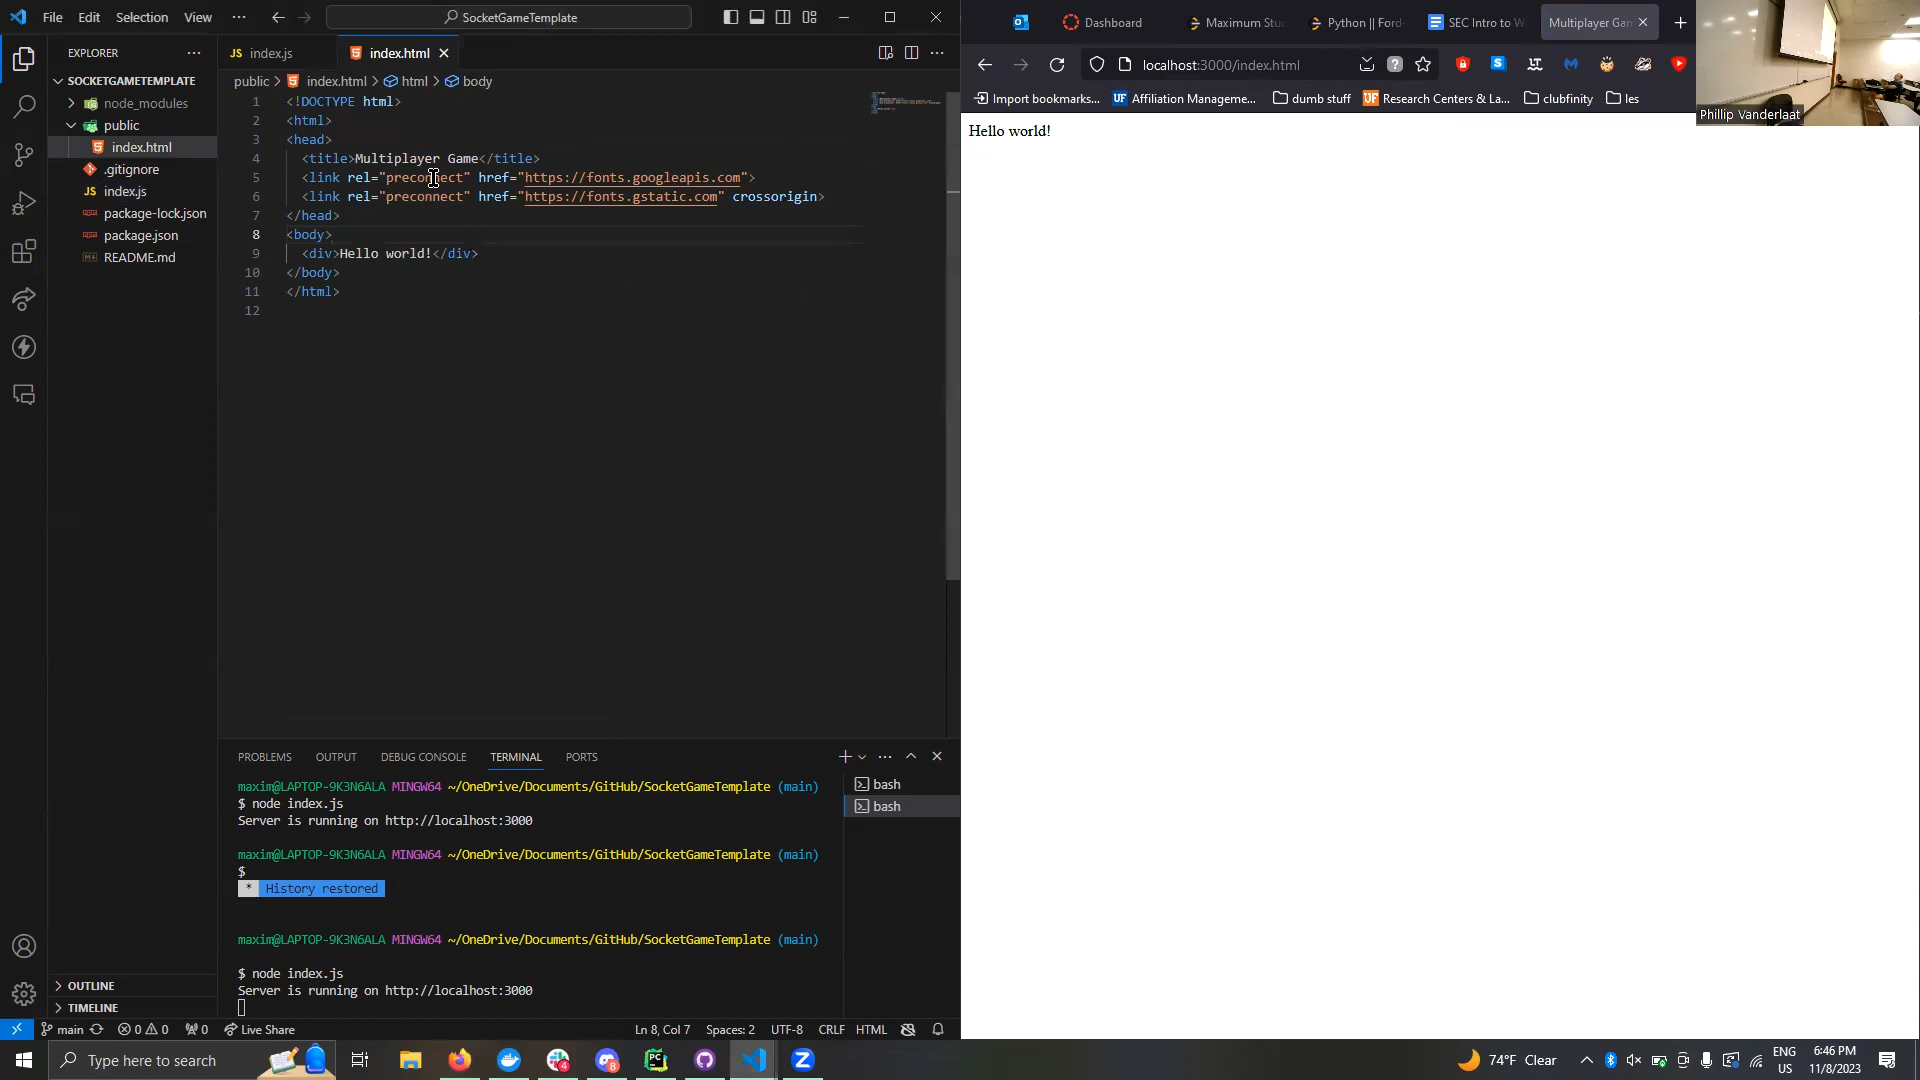 File Edit Selection View ··· SocketGameTemplate
EXPLORER ···
SOCKETGAMETEMPLATE
node_modules
public
index.html
.gitignore
index.js
package-lock.json
package.json
README.md
OUTLINE
TIMELINE
JS index.js
index.html
public > index.html > html > body
1 <!DOCTYPE html>
2 <html>
3 <head>
4 <title>Multiplayer Game</title>
5 <link rel="preconnect" href="https://fonts.googleapis.com">
6 <link rel="preconnect" href="https://fonts.gstatic.com" crossorigin>
7 </head>
8 <body>
9 <div>Hello world!</div>
10 </body>
11 </html>
12
PROBLEMS OUTPUT DEBUG CONSOLE TERMINAL PORTS
maxim@LAPTOP-9K3N6ALA MINGW64 ~/OneDrive/Documents/GitHub/SocketGameTemplate (main)
$ node index.js
Server is running on http://localhost:3000
maxim@LAPTOP-9K3N6ALA MINGW64 ~/OneDrive/Documents/GitHub/SocketGameTemplate (main)
$
* History restored
maxim@LAPTOP-9K3N6ALA MINGW64 ~/OneDrive/Documents/GitHub/SocketGameTemplate (main)
$ node index.js
Server is running on http://localhost:3000
bash
bash
main 0 0 0 Live Share Ln 8, Col 7 Spaces: 2 UTF-8 CRLF HTML
Dashboard Maximum Stu Python || Ford SEC Intro to W Multiplayer Gam
localhost:3000/index.html
Import bookmarks... UF Affiliation Manageme... dumb stuff UF Research Centers & La... clubfinity les
Hello world!
Phillip Vanderlaat
Type here to search
74°F Clear
ENG
US
6:46 PM
11/8/2023